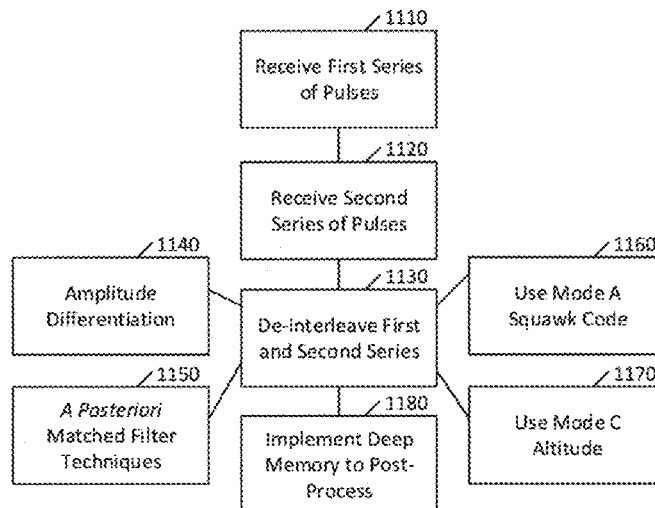 1110
Receive First Series
of Pulses
1120
Receive Second
Series of Pulses
1140
Amplitude
Differentiation
1130
De-interleave First
and Second Series
1160
Use Mode A
Squawk Code
1150
A Posteriori
Matched Filter
Techniques
1180
Implement Deep
Memory to Post-
Process
1170
Use Mode C
Altitude